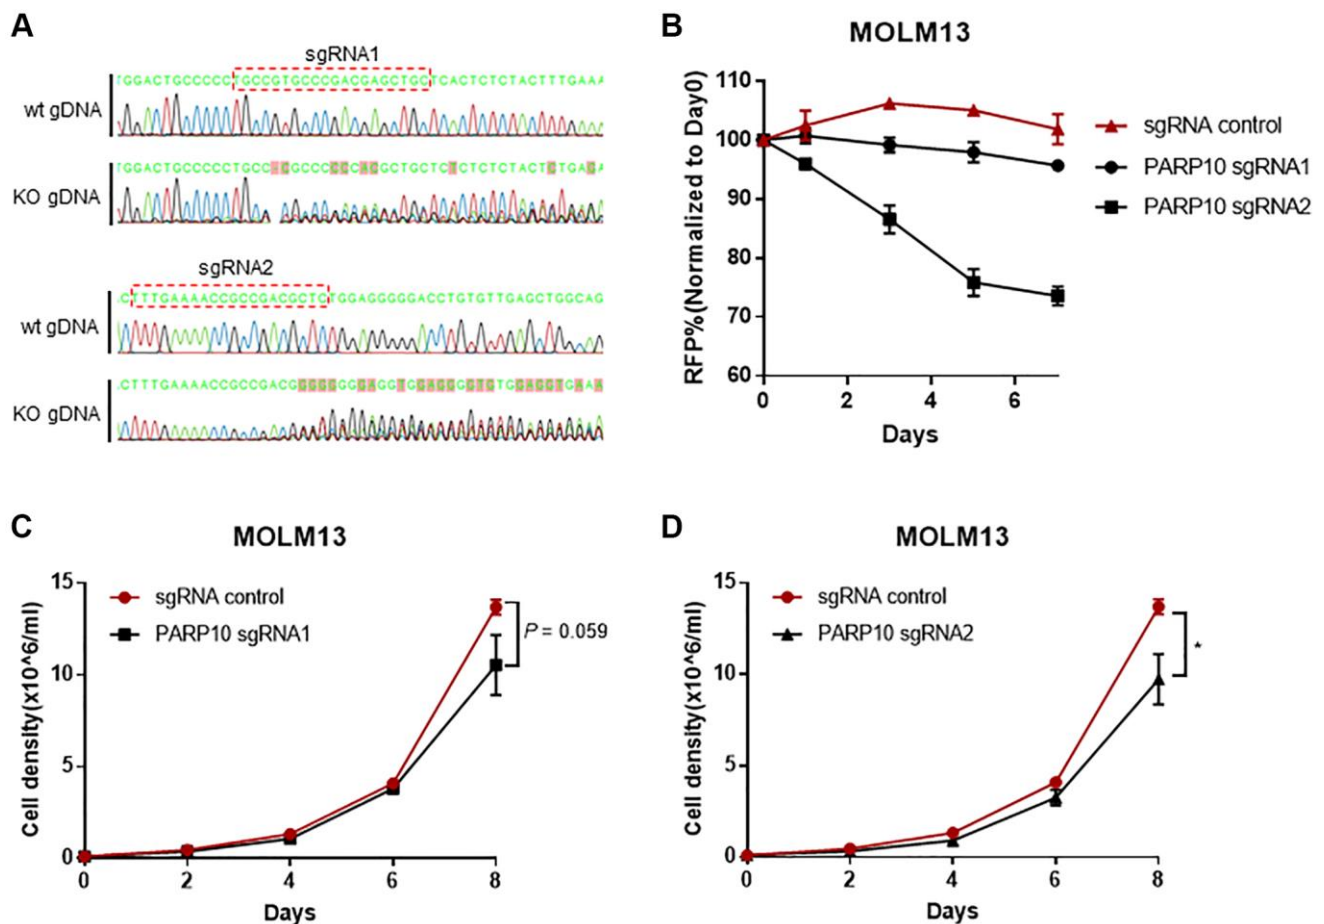 A
sgRNA1
TGGACTGCCCCCTGCCGTGCCCGACGAGCTGCTCACTCTCTACTTTGAAA
wt gDNA
KO gDNA
sgRNA2
CTTTGAAAACCGCCGACGCTCTGGAGGGGGACCTGTGTTGAGCTGGCAG
wt gDNA
KO gDNA
B
MOLM13
RFP%(Normalized to Day0)
110
100
90
80
70
60
0 2 4 6
Days
sgRNA control
PARP10 sgRNA1
PARP10 sgRNA2
C
MOLM13
Cell density(x10^6/ml)
15
10
5
0
0 2 4 6 8
Days
sgRNA control
PARP10 sgRNA1
P = 0.059
D
MOLM13
Cell density(x10^6/ml)
15
10
5
0
0 2 4 6 8
Days
sgRNA control
PARP10 sgRNA2
*